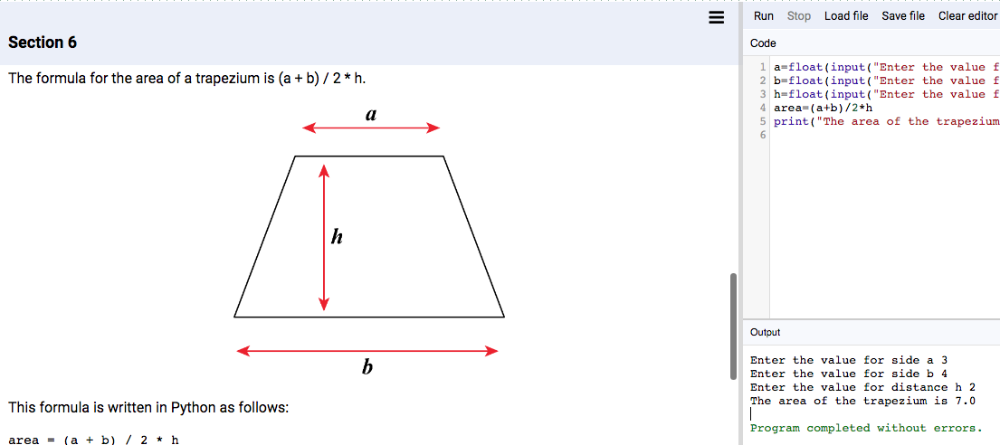 Section 6
The formula for the area of a trapezium is (a + b) / 2 * h.
a
h
b
This formula is written in Python as follows:
area = (a + b) / 2 * h
Run Stop Load file Save file Clear editor
Code
1 a=float(input("Enter the value f
2 b=float(input("Enter the value f
3 h=float(input("Enter the value f
4 area=(a+b)/2*h
5 print("The area of the trapezium
6
Output
Enter the value for side a 3
Enter the value for side b 4
Enter the value for distance h 2
The area of the trapezium is 7.0
Program completed without errors.